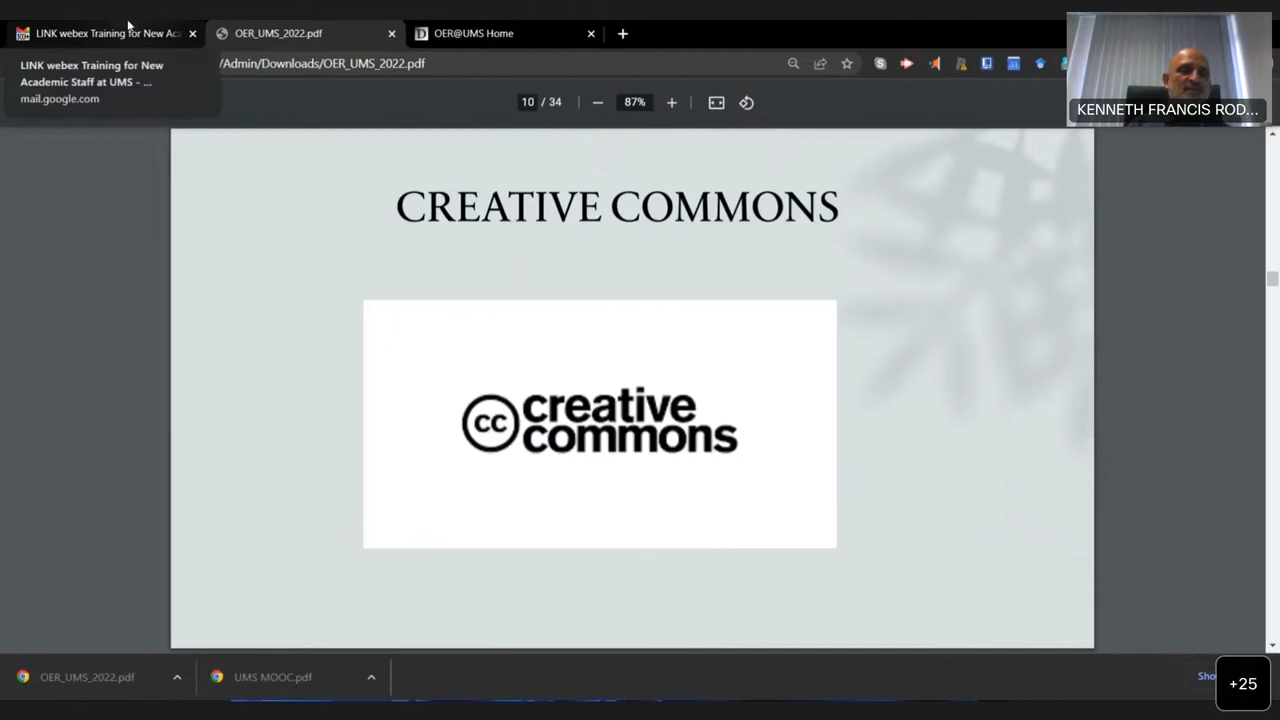 LINK webex Training for New Aca
OER_UMS_2022.pdf
OER@UMS Home
LINK webex Training for New
Academic Staff at UMS - ...
mail.google.com
/Admin/Downloads/OER_UMS_2022.pdf
10 / 34
87%
KENNETH FRANCIS ROD...
CREATIVE COMMONS
cc creative
commons
OER_UMS_2022.pdf
UMS MOOC.pdf
Sho
+25